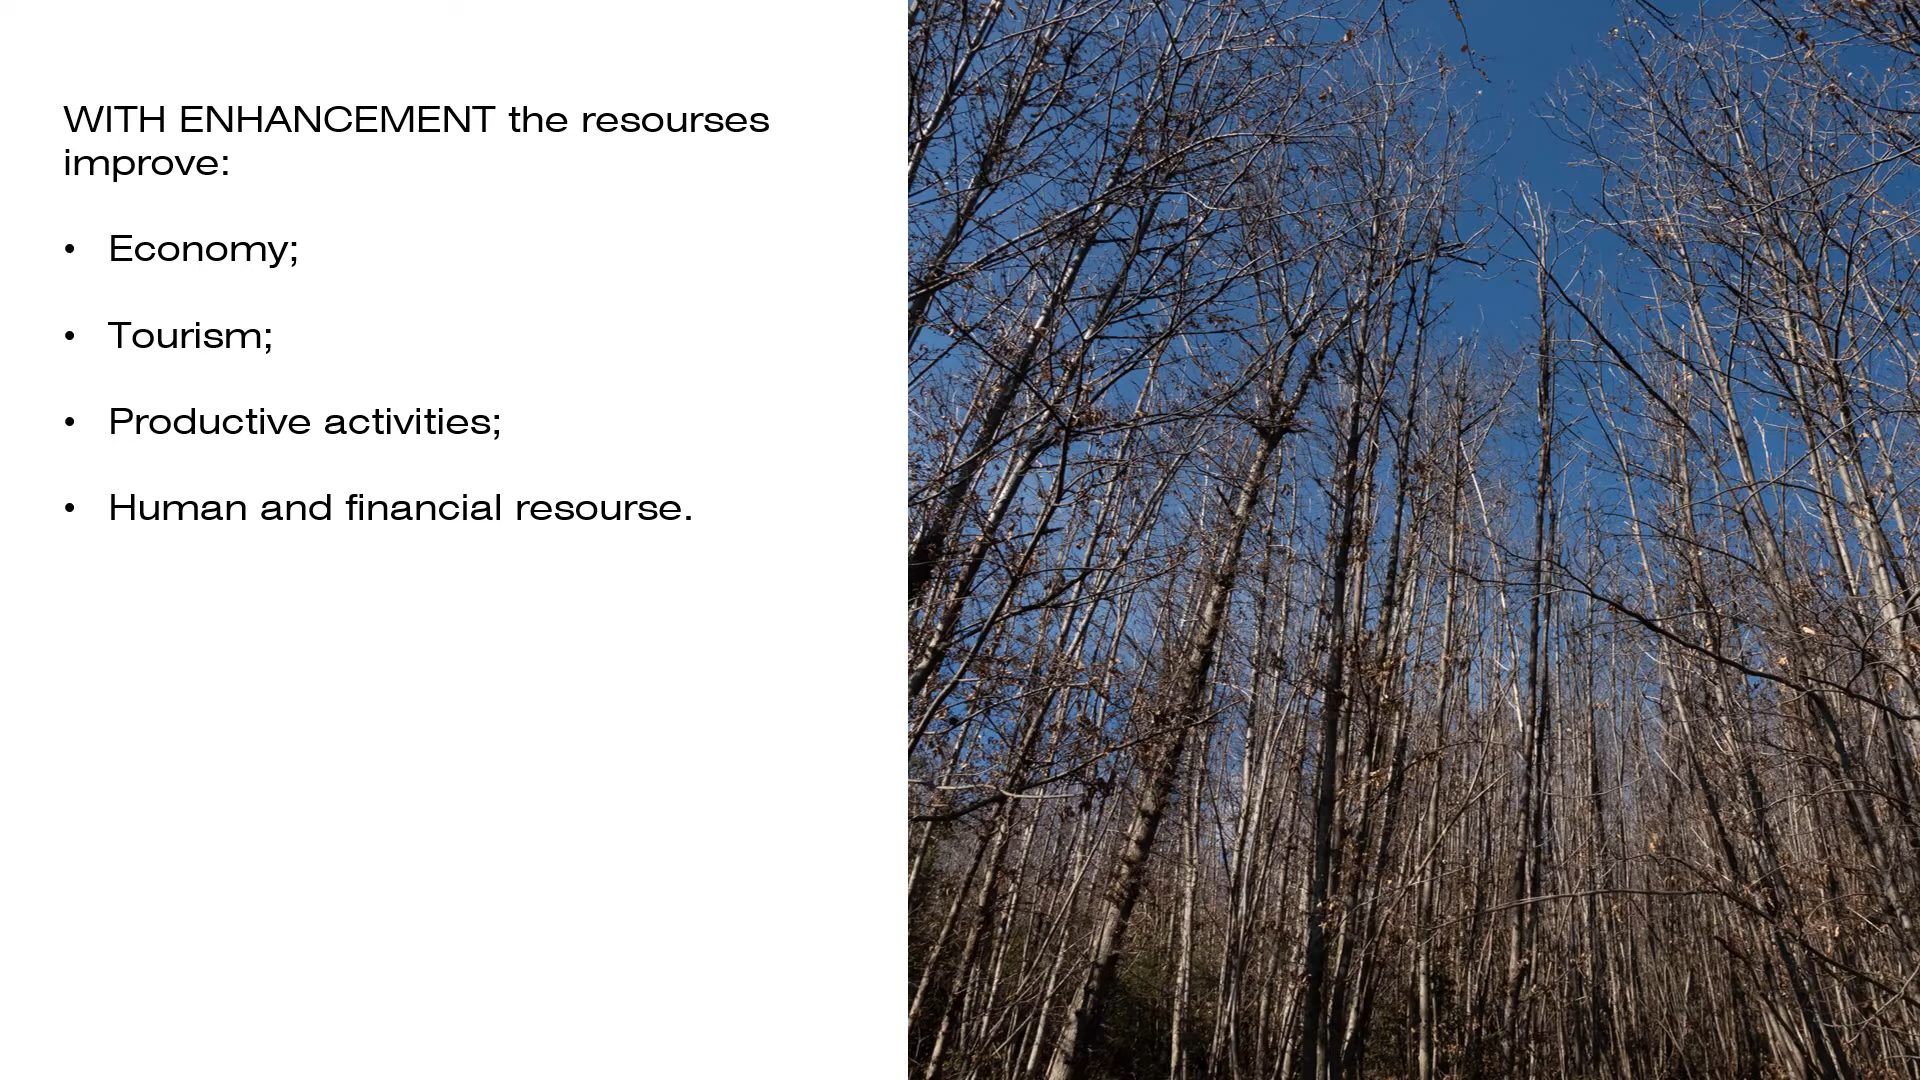 WITH ENHANCEMENT the resourses
improve:
• Economy;
• Tourism;
• Productive activities;
• Human and financial resourse.